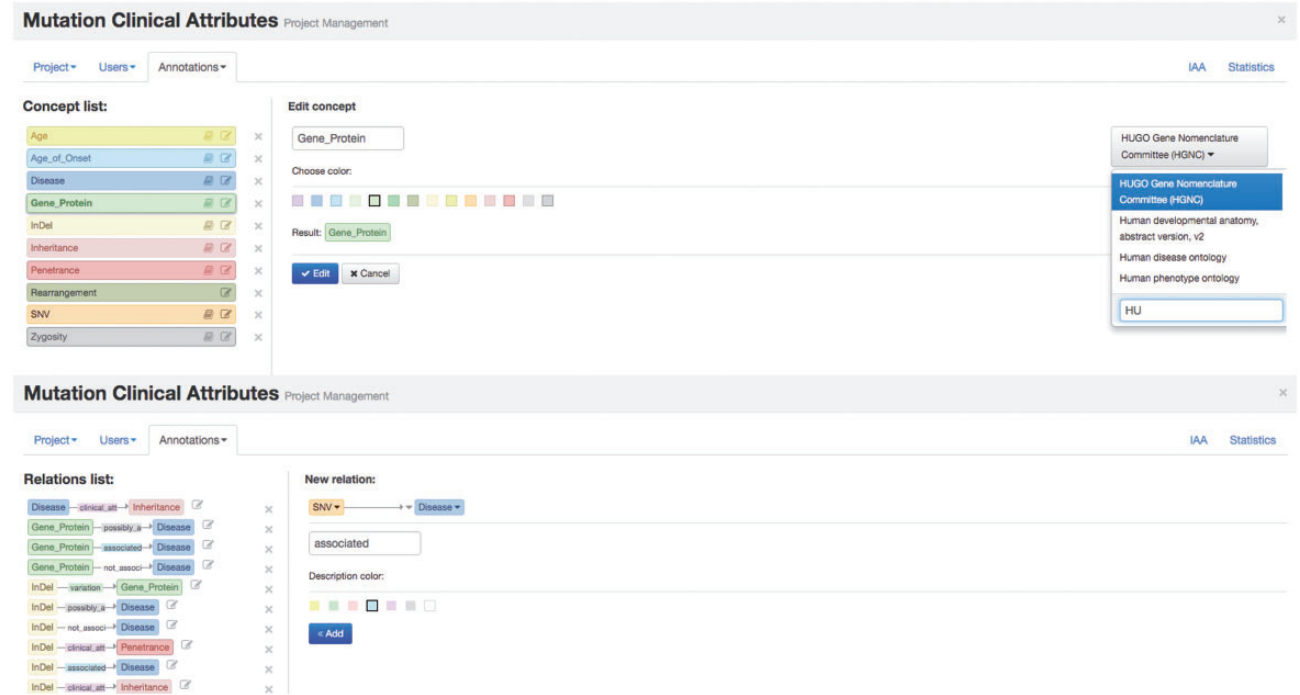 Mutation Clinical Attributes Project Management ×
Project Users Annotations IAA Statistics
Concept list:
Age ×
Age_of_Onset ×
Disease ×
Gene_Protein ×
InDel ×
Inheritance ×
Penetrance ×
Rearrangement ×
SNV ×
Zygosity ×
Edit concept
Gene_Protein
Choose color:
Result: Gene_Protein
Edit × Cancel
HUGO Gene Nomenclature
Committee (HGNC)
HUGO Gene Nomenclature
Committee (HGNC)
Human developmental anatomy,
abstract version, v2
Human disease ontology
Human phenotype ontology
HU
Mutation Clinical Attributes Project Management ×
Project Users Annotations IAA Statistics
Relations list:
Disease clinical_att Inheritance ×
Gene_Protein possibly_a Disease ×
Gene_Protein associated Disease ×
Gene_Protein not_associ Disease ×
InDel variation Gene_Protein ×
InDel possibly_a Disease ×
InDel not_associ Disease ×
InDel clinical_att Penetrance ×
InDel associated Disease ×
InDel clinical_att Inheritance ×
New relation:
SNV Disease
associated
Description color:
« Add